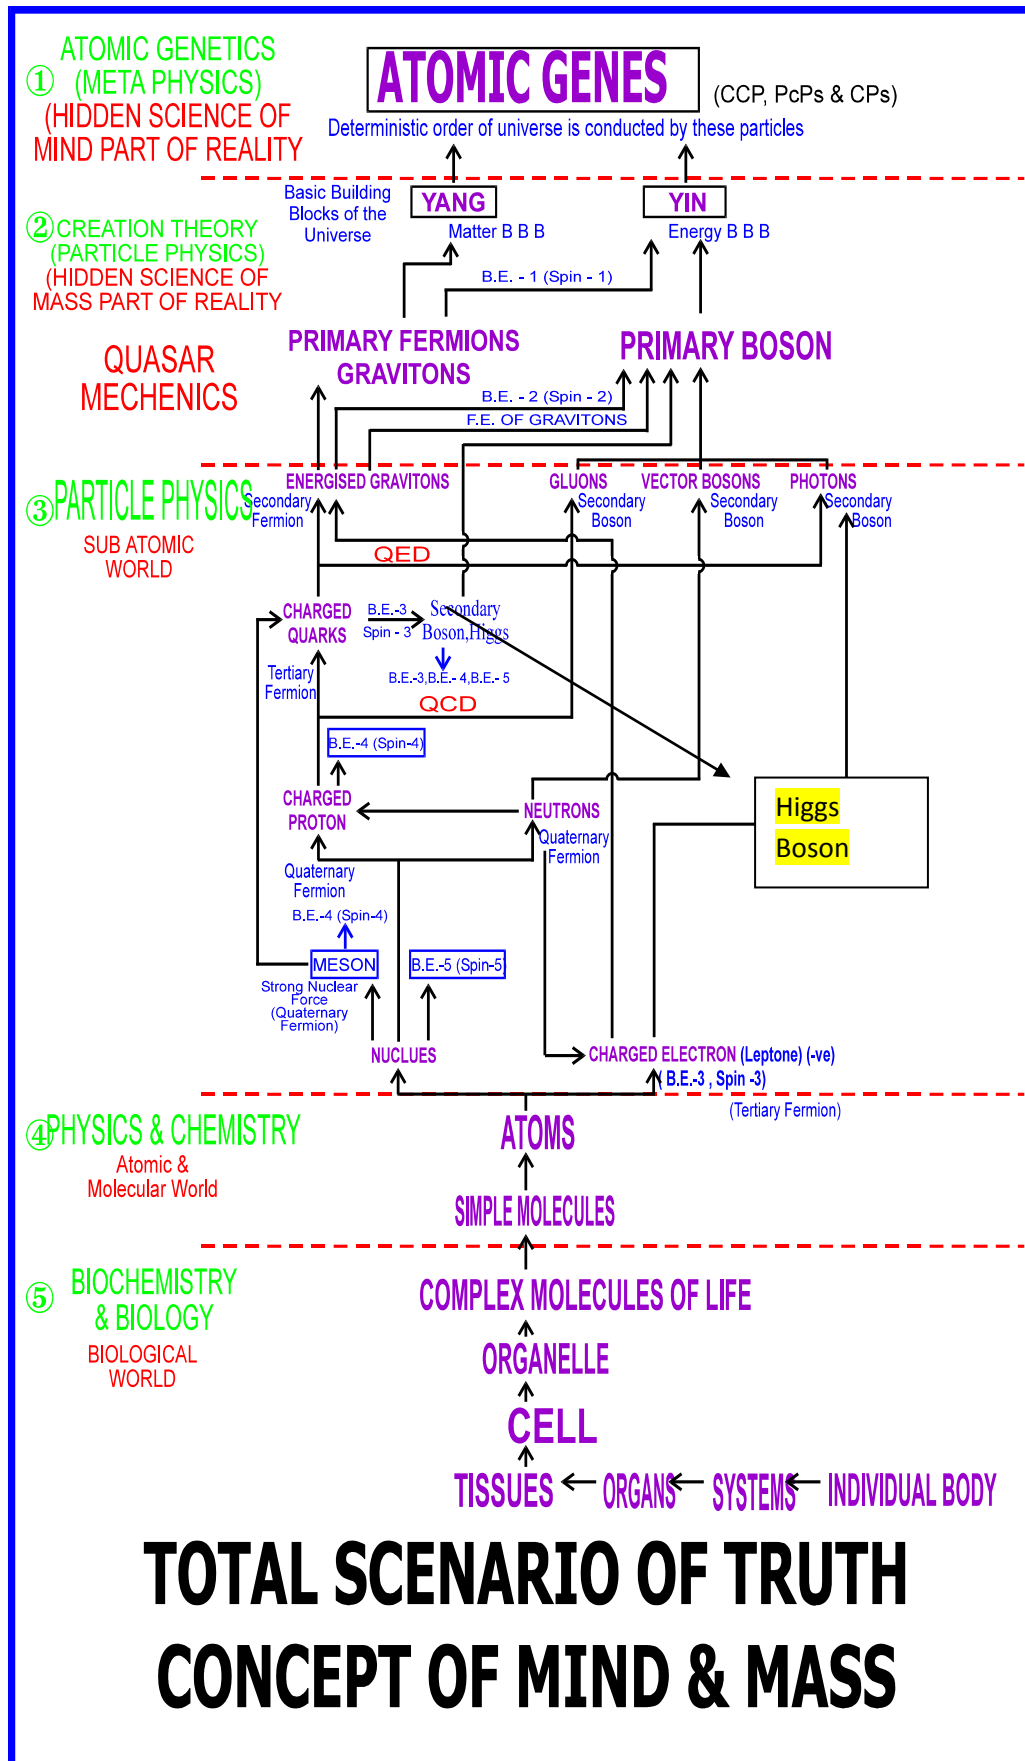 ATOMIC GENETICS
① (META PHYSICS)
(HIDDEN SCIENCE OF
MIND PART OF REALITY
ATOMIC GENES
(CCP, PcPs & CPs)
Deterministic order of universe is conducted by these particles
Basic Building
Blocks of the
Universe
YANG
YIN
Matter B B B
Energy B B B
② CREATION THEORY
(PARTICLE PHYSICS)
(HIDDEN SCIENCE OF
MASS PART OF REALITY
B.E. - 1 (Spin - 1)
QUASAR
MECHENICS
PRIMARY FERMIONS
GRAVITONS
PRIMARY BOSON
B.E. - 2 (Spin - 2)
F.E. OF GRAVITONS
③ PARTICLE PHYSICS
SUB ATOMIC
WORLD
ENERGISED GRAVITONS
Secondary
Fermion
GLUONS
Secondary
Boson
VECTOR BOSONS
Secondary
Boson
PHOTONS
Secondary
Boson
QED
CHARGED
QUARKS
B.E.-3
Spin - 3
Secondary
Boson,Higgs
B.E.-3,B.E.- 4,B.E.- 5
Tertiary
Fermion
QCD
B.E.-4 (Spin-4)
CHARGED
PROTON
NEUTRONS
Quaternary
Fermion
Quaternary
Fermion
Higgs
Boson
B.E.-4 (Spin-4)
MESON
B.E.-5 (Spin-5)
Strong Nuclear
Force
(Quaternary
Fermion)
NUCLUES
CHARGED ELECTRON (Leptone) (-ve)
( B.E.-3 , Spin -3)
(Tertiary Fermion)
④ PHYSICS & CHEMISTRY
Atomic &
Molecular World
ATOMS
SIMPLE MOLECULES
⑤ BIOCHEMISTRY
& BIOLOGY
BIOLOGICAL
WORLD
COMPLEX MOLECULES OF LIFE
ORGANELLE
CELL
TISSUES ORGANS SYSTEMS INDIVIDUAL BODY
TOTAL SCENARIO OF TRUTH
CONCEPT OF MIND & MASS